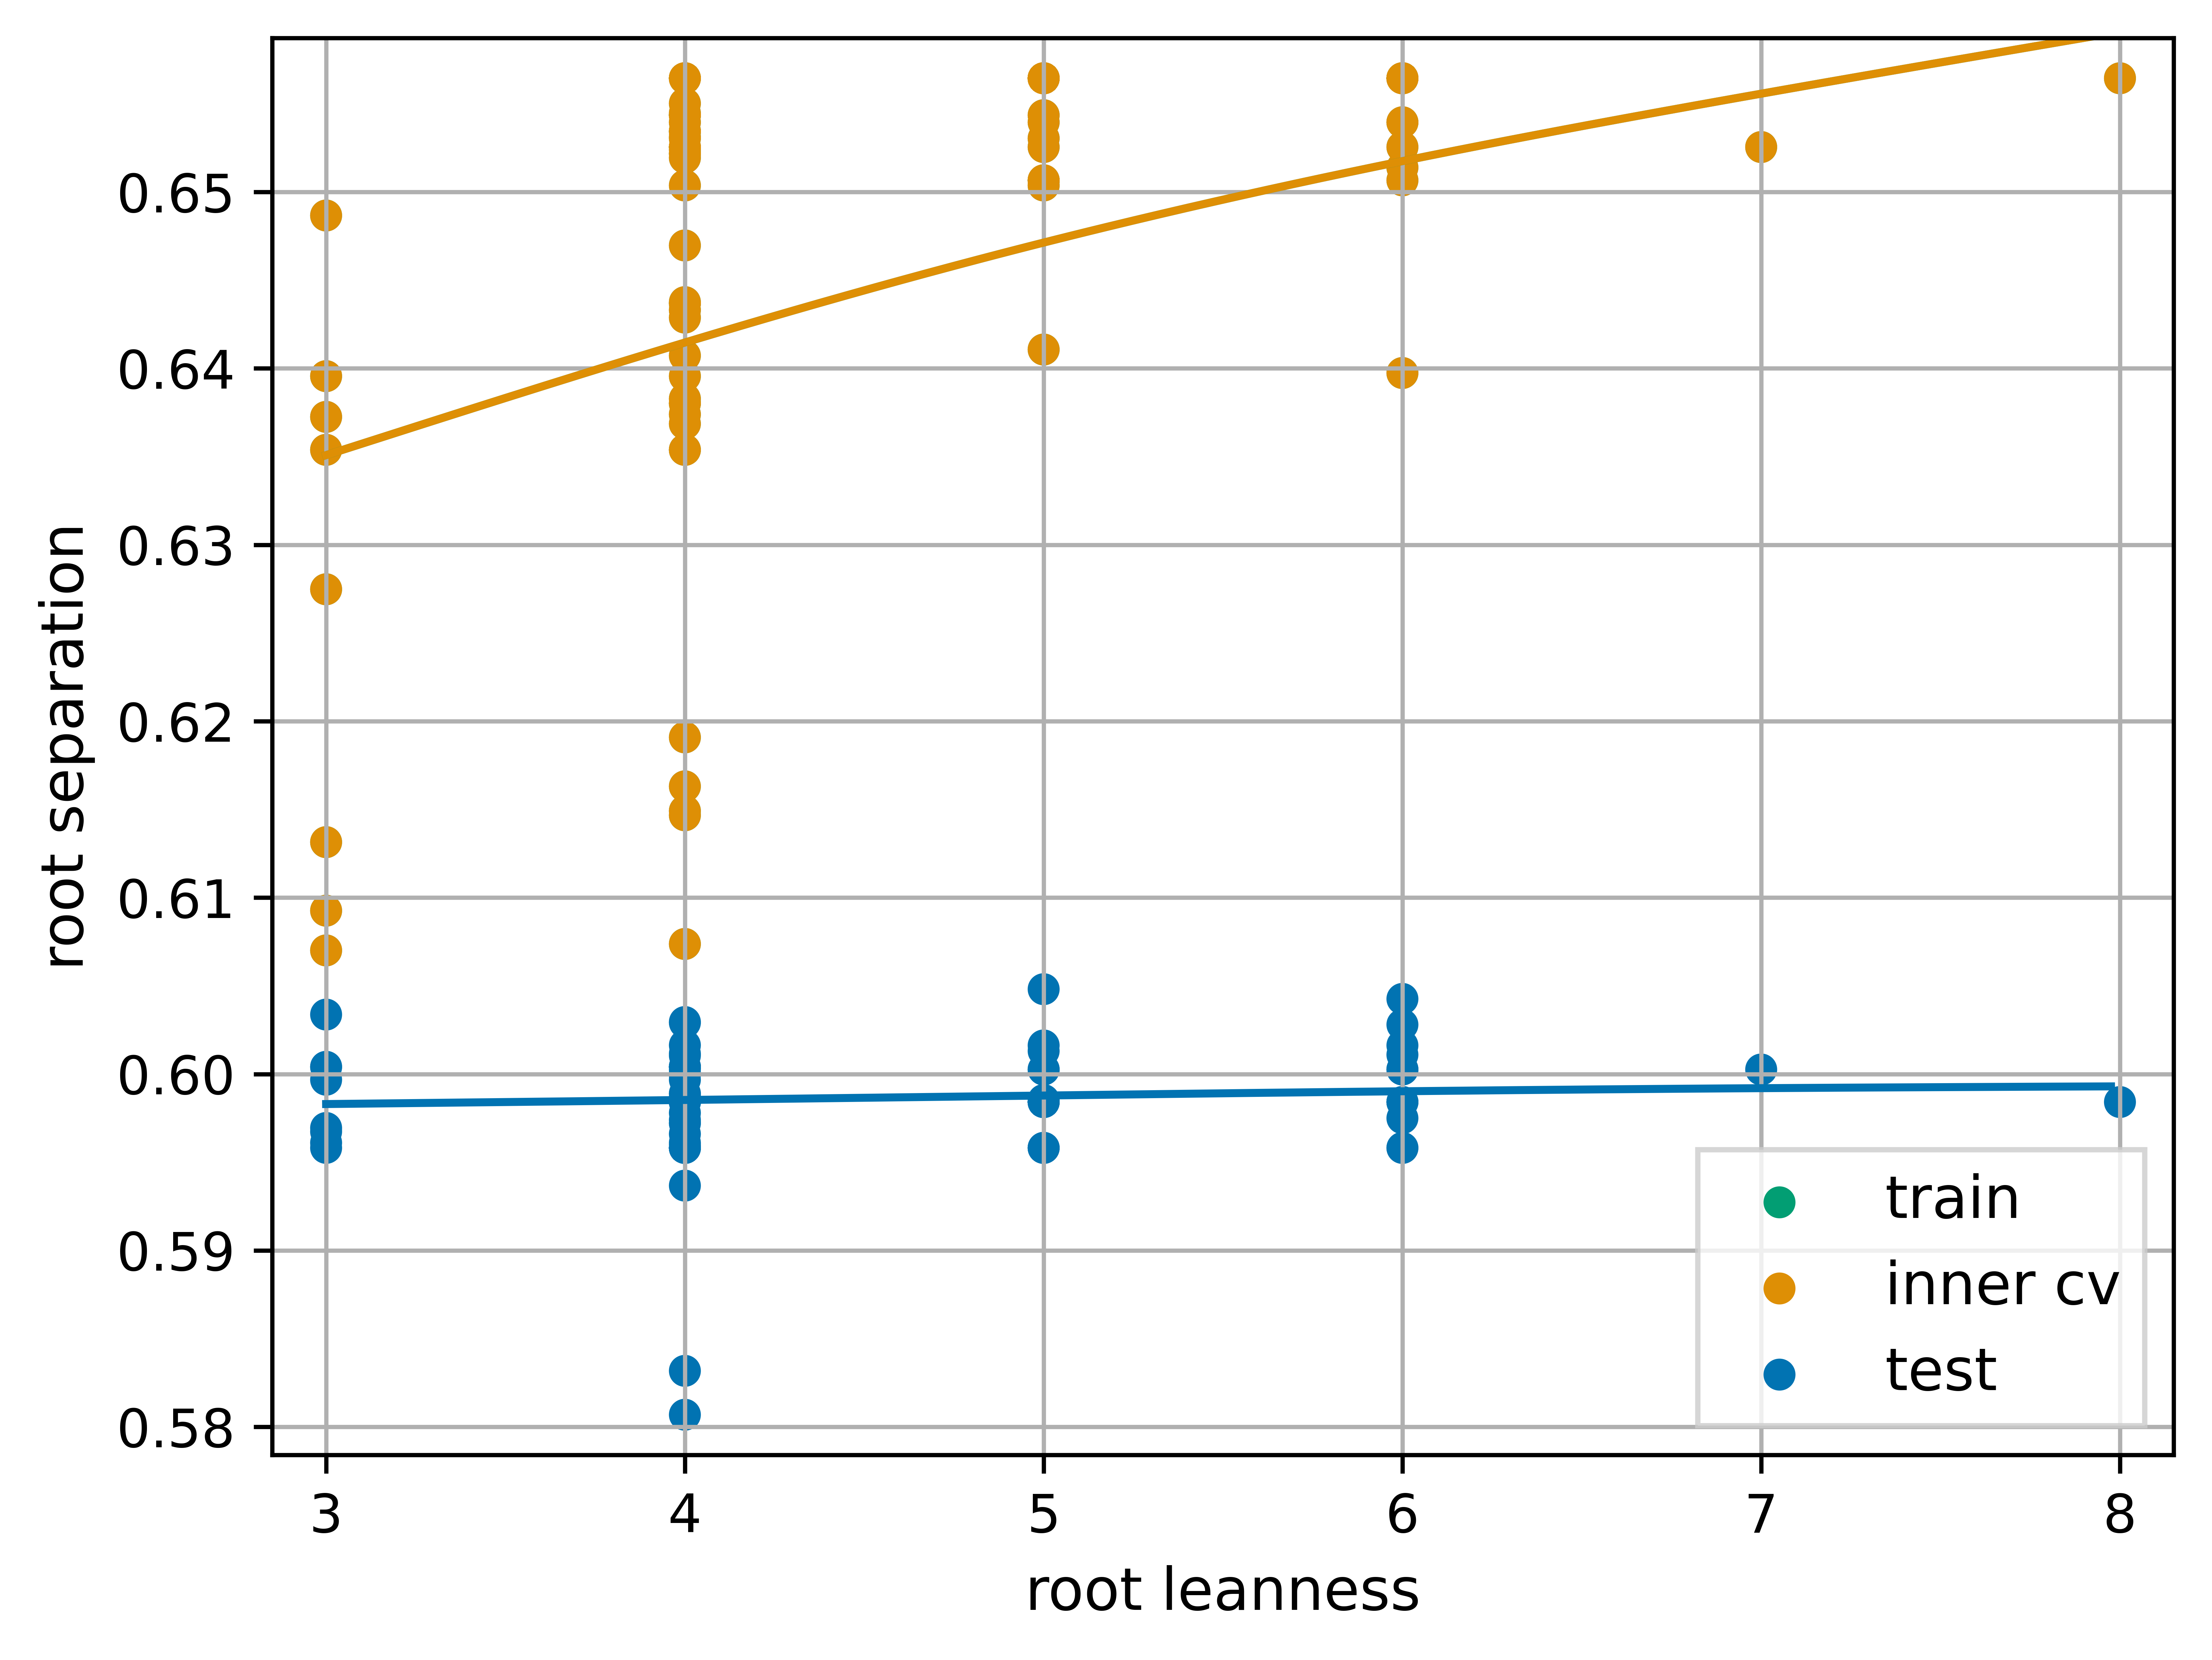 root separation
0.65
0.64
0.63
0.62
0.61
0.60
0.59
0.58
train
inner cv
test
3 4 5 6 7 8
root leanness